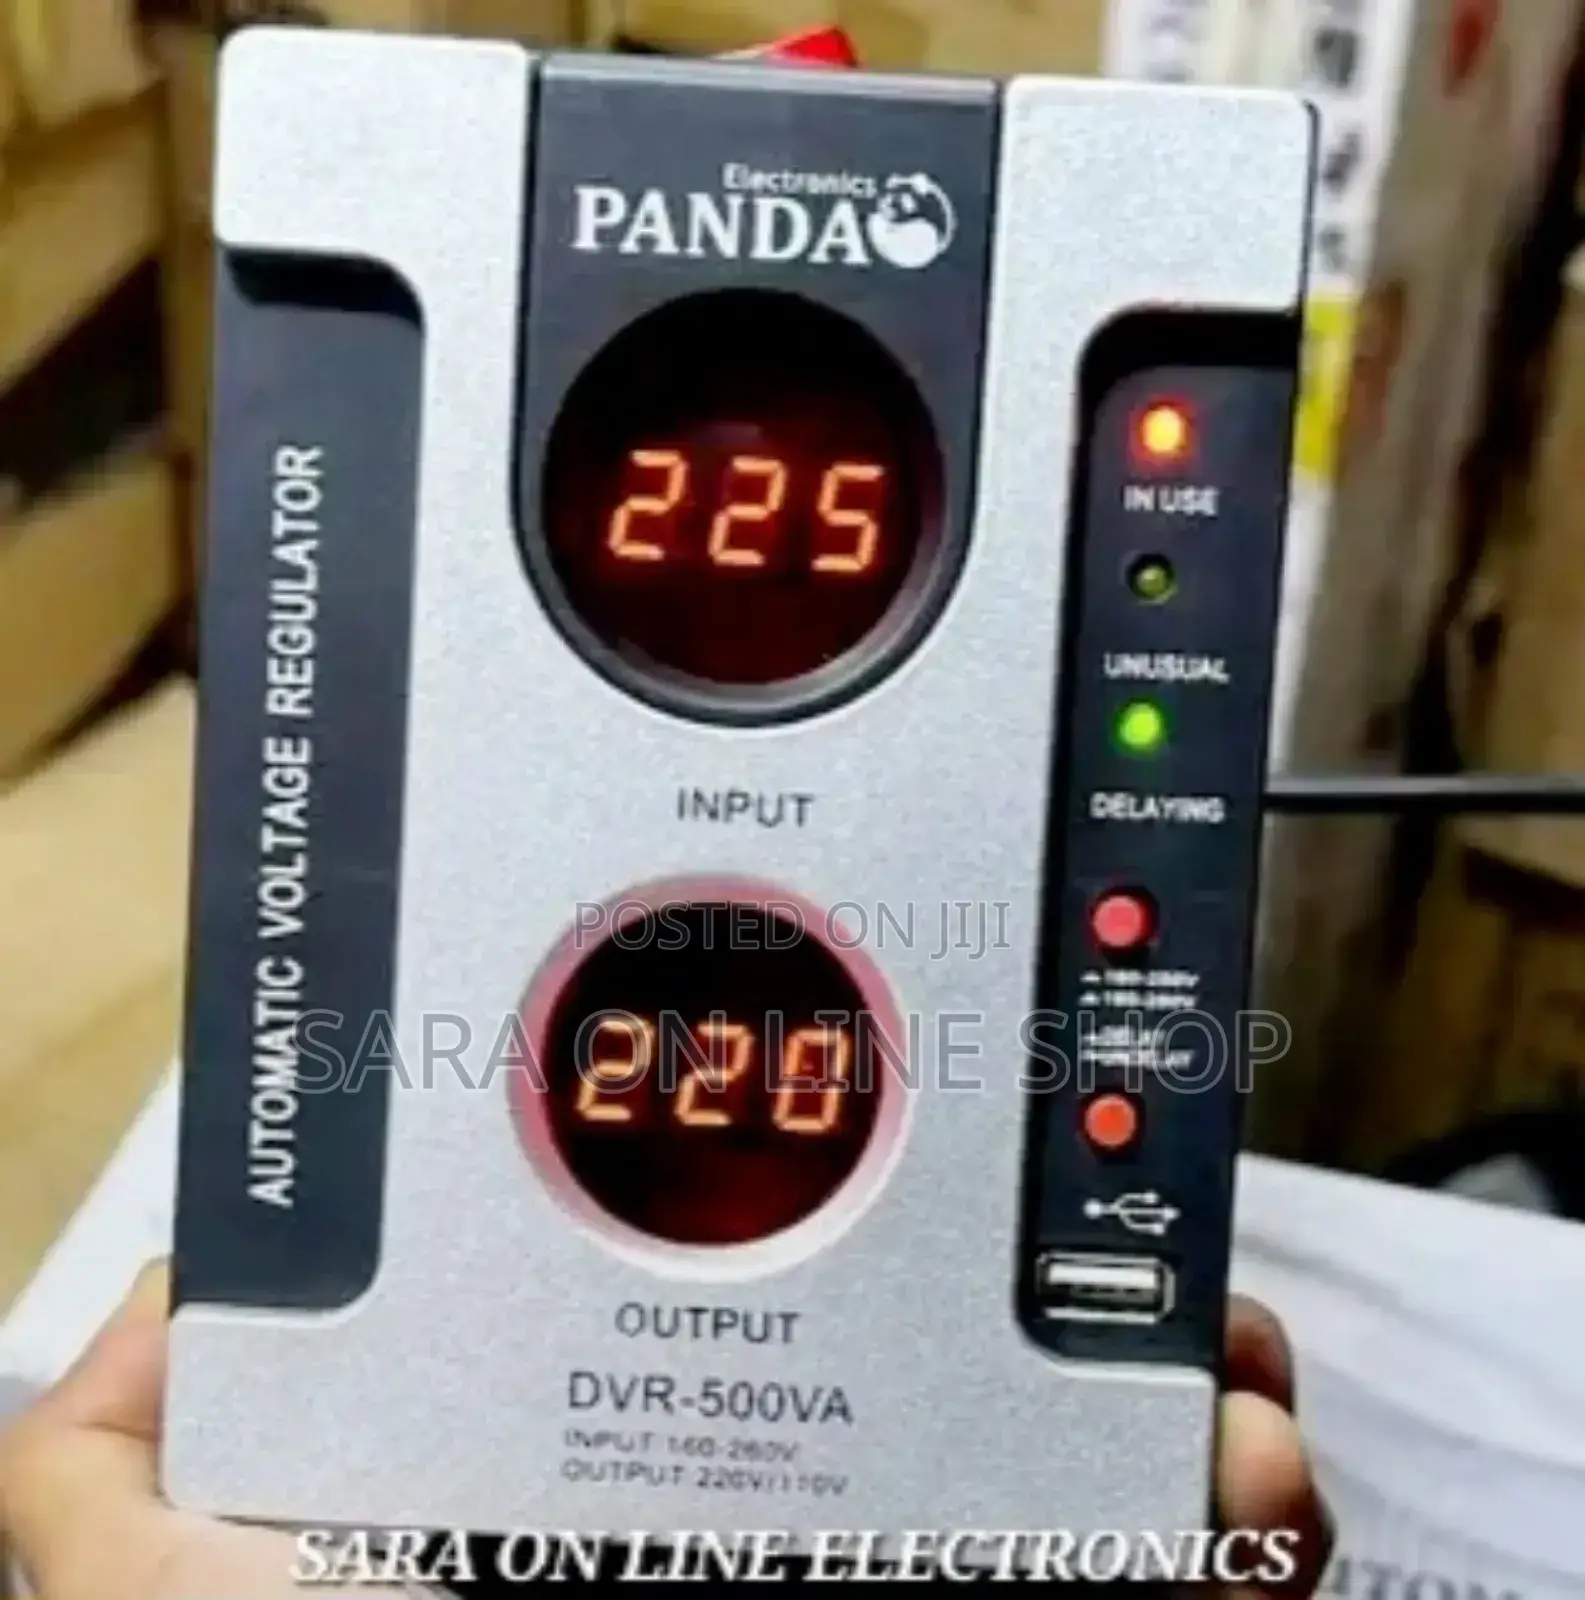 Electronics
PANDA
225
IN USE
UNUSUAL
DELAYING
INPUT
AUTOMATIC VOLTAGE REGULATOR
POSTED ON JIJI
SARA ON LINE SHOP
220
OUTPUT
DVR-500VA
INPUT 160-260V
OUTPUT 220V/110V
SARA ON LINE ELECTRONICS